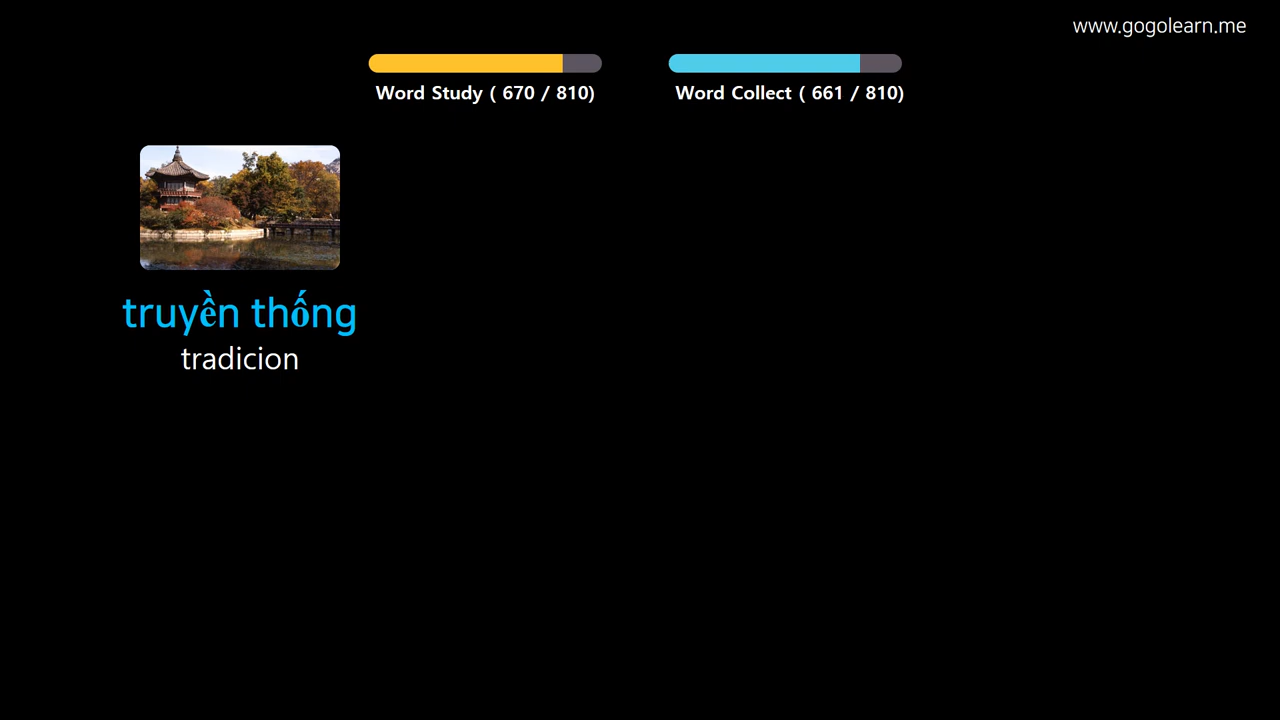 www.gogolearn.me
Word Study ( 670 / 810)
Word Collect ( 661 / 810)
truyền thống
tradicion